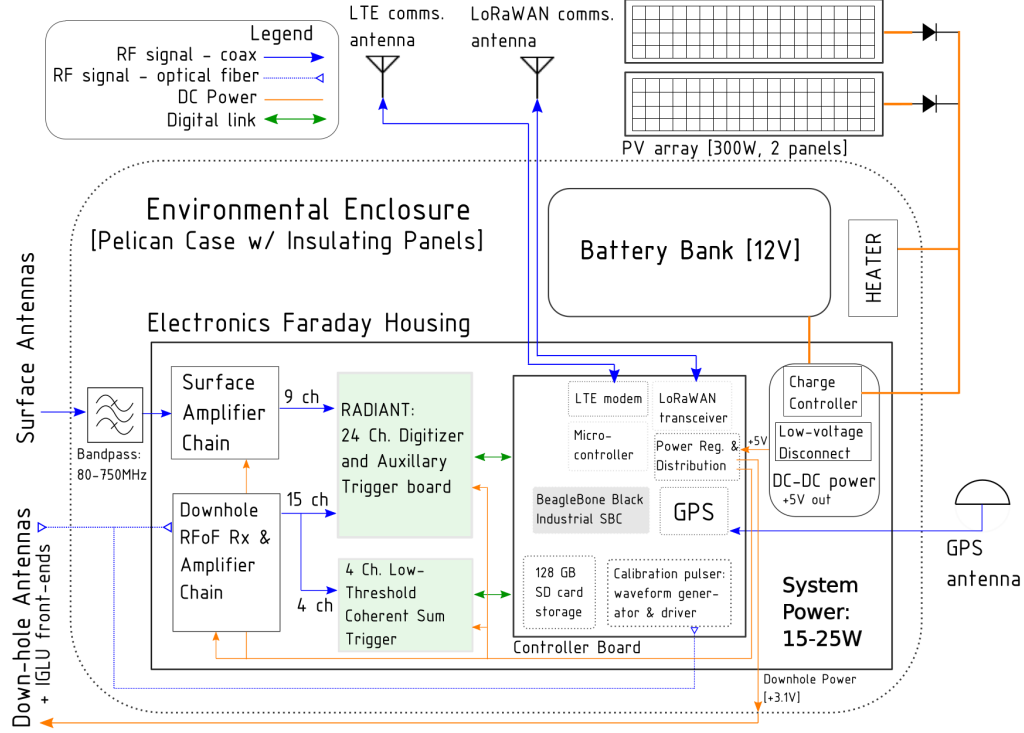 Legend
RF signal - coax
RF signal - optical fiber
DC Power
Digital link
LTE comms.
antenna
LoRaWAN comms.
antenna
PV array [300W, 2 panels]
Environmental Enclosure
[Pelican Case w/ Insulating Panels]
Battery Bank [12V]
HEATER
Surface Antennas
Electronics Faraday Housing
Bandpass:
80-750MHz
Surface
Amplifier
Chain
9 ch
RADIANT:
24 Ch. Digitizer
and Auxillary
Trigger board
LTE modem
LoRaWAN
transceiver
Micro-
controller
Power Reg. &
Distribution
+5V
Charge
Controller
Low-voltage
Disconnect
DC-DC power
+5V out
Down-hole Antennas
+ IGLU front-ends
Downhole
RFoF Rx &
Amplifier
Chain
15 ch
4 ch
4 Ch. Low-
Threshold
Coherent Sum
Trigger
BeagleBone Black
Industrial SBC
GPS
128 GB
SD card
storage
Calibration pulser:
waveform gener-
ator & driver
Controller Board
System
Power:
15-25W
GPS
antenna
Downhole Power
[+3.1V]